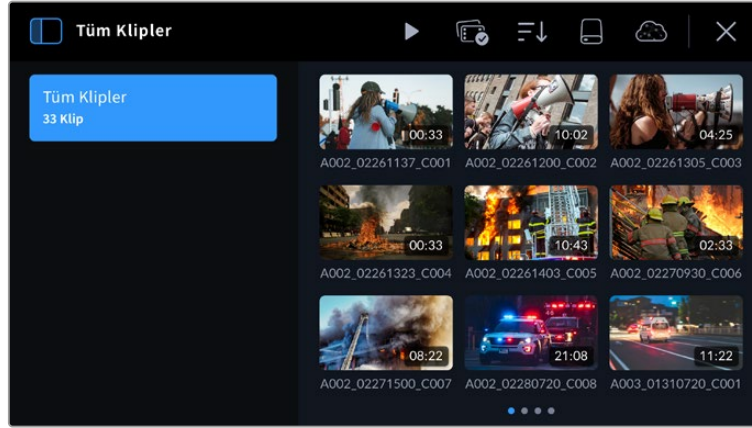 Tüm Klipler
Tüm Klipler
33 Klip
00:33
10:02
04:25
A002_02261137_C001
A002_02261200_C002
A002_02261305_C003
00:33
10:43
02:33
A002_02261323_C004
A002_02261403_C005
A002_02270930_C006
08:22
21:08
11:22
A002_02271500_C007
A002_02280720_C008
A003_01310720_C001